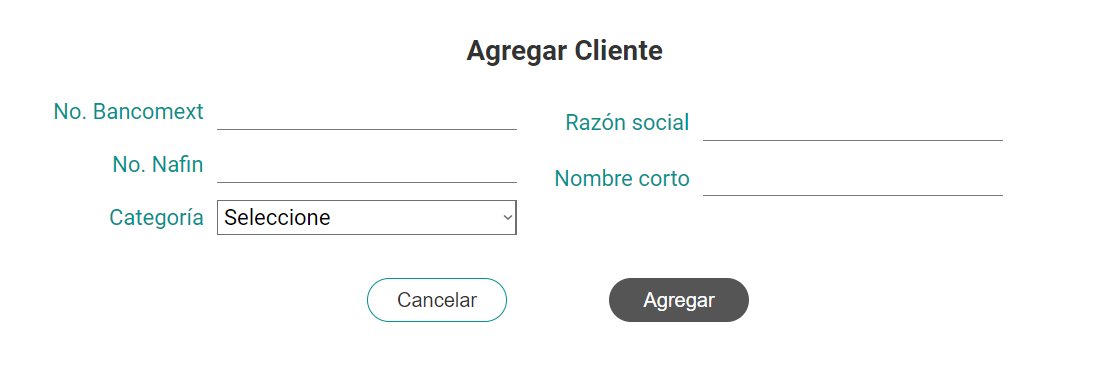 Agregar Cliente
No. Bancomext
Razón social
No. Nafin
Nombre corto
Categoría Seleccione
Cancelar Agregar